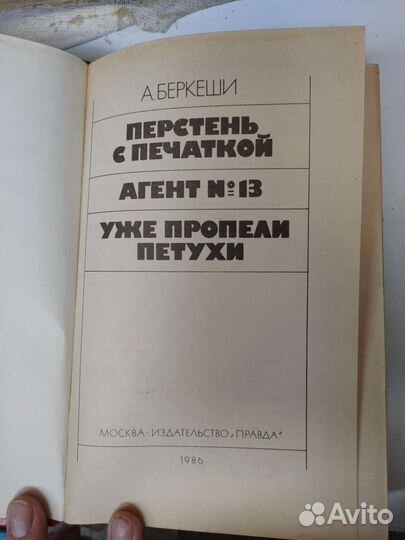 А. БЕРКЕШИ
ПЕРСТЕНЬ
С ПЕЧАТКОЙ
АГЕНТ №13
УЖЕ ПРОПЕЛИ
ПЕТУХИ
МОСКВА · ИЗДАТЕЛЬСТВО „ПРАВДА“
1986
Avito